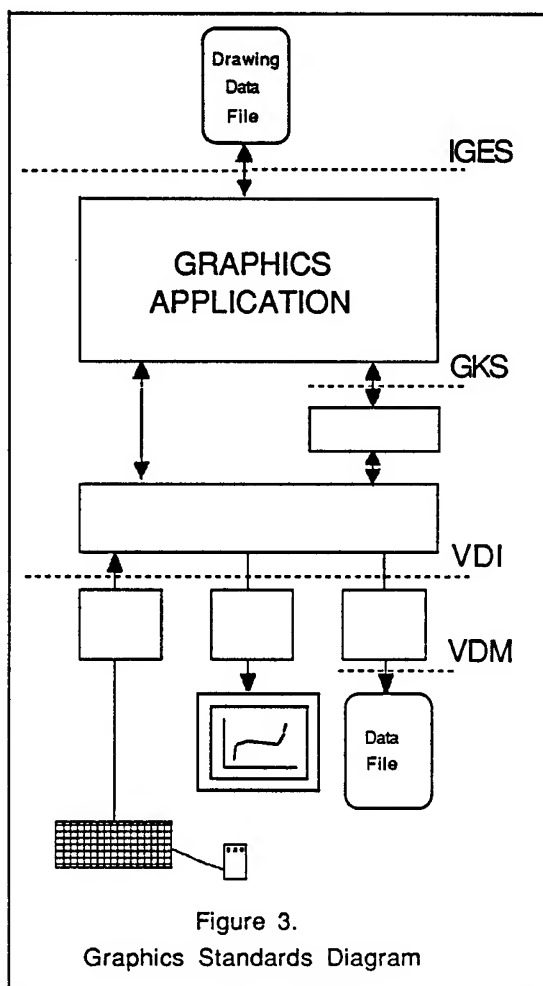 Drawing
Data
File
IGES
GRAPHICS
APPLICATION
GKS
VDI
VDM
Data
File
Figure 3.
Graphics Standards Diagram